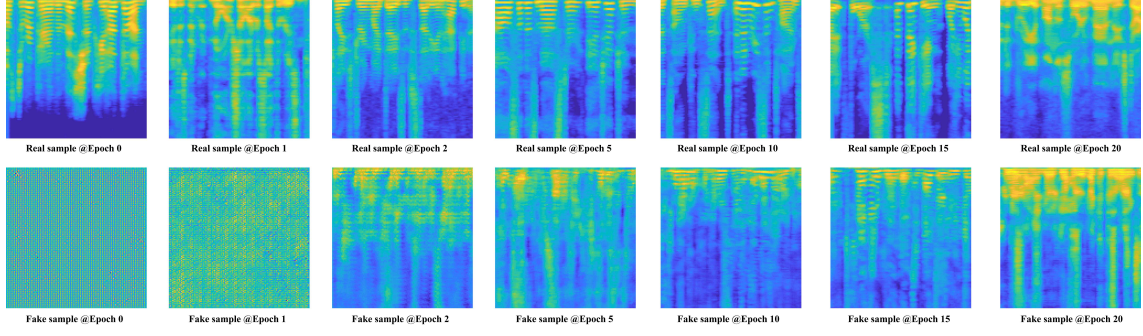 Real sample @Epoch 0
Real sample @Epoch 1
Real sample @Epoch 2
Real sample @Epoch 5
Real sample @Epoch 10
Real sample @Epoch 15
Real sample @Epoch 20
Fake sample @Epoch 0
Fake sample @Epoch 1
Fake sample @Epoch 2
Fake sample @Epoch 5
Fake sample @Epoch 10
Fake sample @Epoch 15
Fake sample @Epoch 20